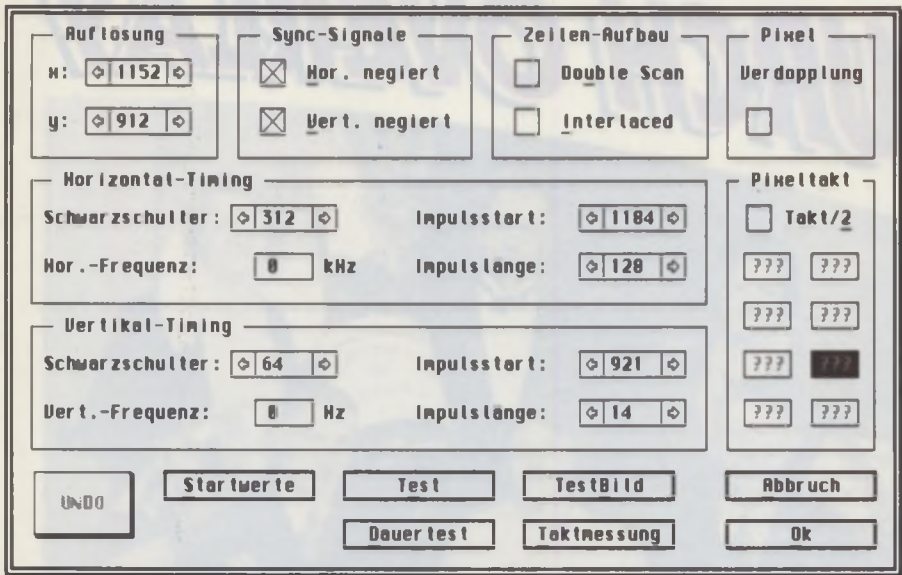 Auflösung
x: 1152
y: 912
Sync-Signale
Hor. negiert
Vert. negiert
Zeilen-Aufbau
Double Scan
Interlaced
Pixel
Verdopplung
Horizontal-Timing
Schwarzschulter: 312 Impulsstart: 1184
Hor.-Frequenz: 0 kHz Impulslänge: 128
Vertikal-Timing
Schwarzschulter: 64 Impulsstart: 921
Vert.-Frequenz: 0 Hz Impulslänge: 14
Pixeltakt
Takt/2
??? ???
??? ???
??? ???
??? ???
UNDO
Startwerte Test TestBild Abbruch
Dauertest Taktmessung Ok